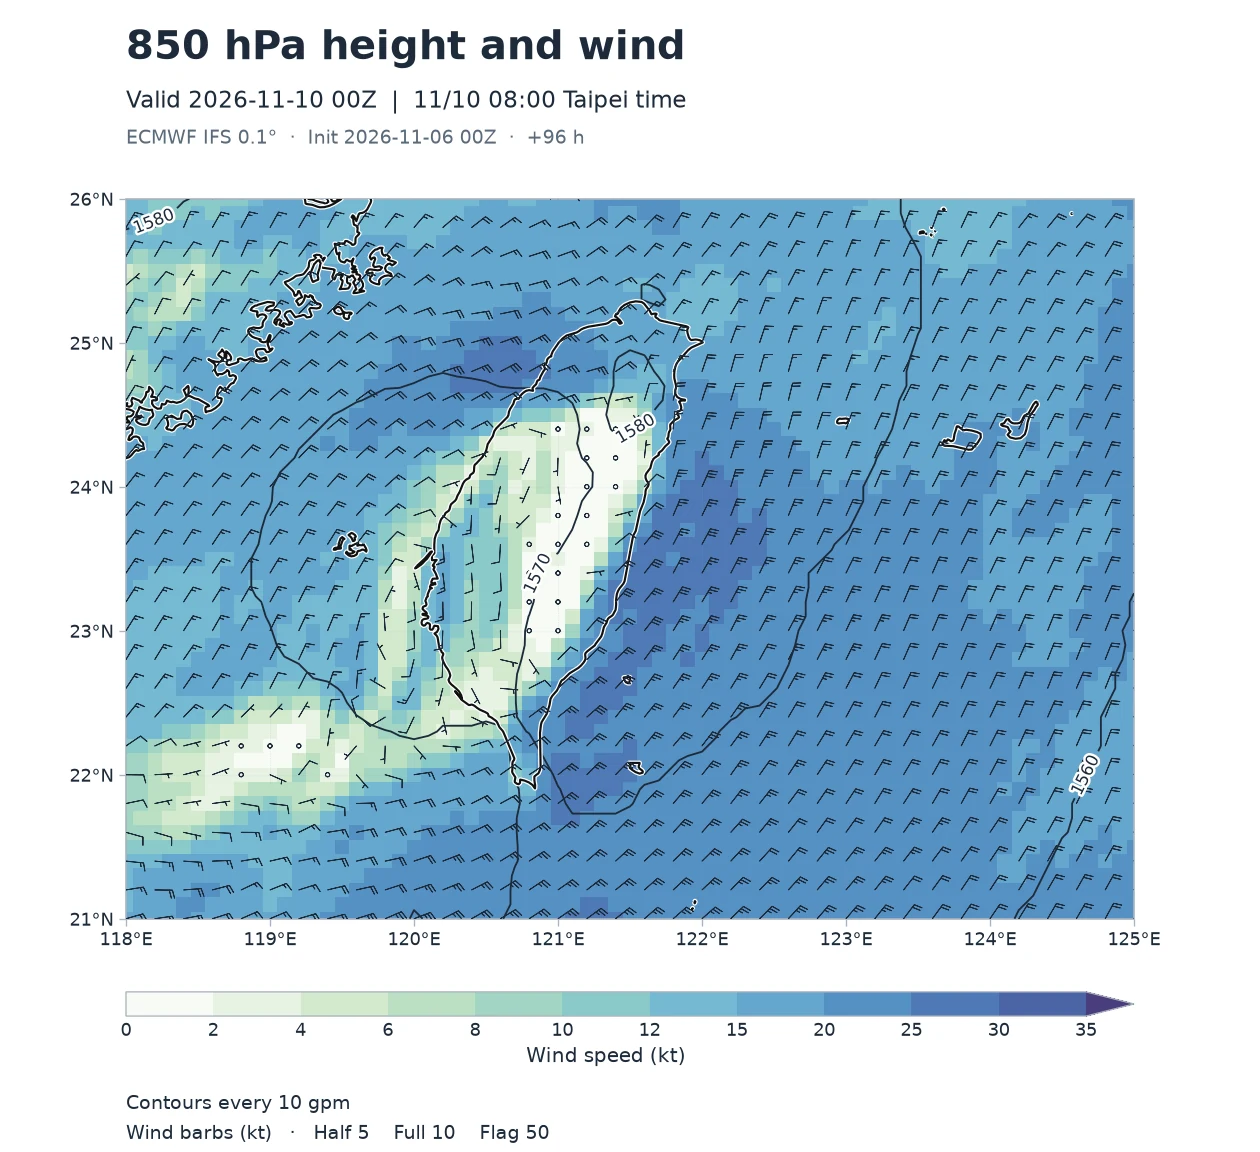 850 hPa height and wind
Valid 2026-11-10 00Z | 11/10 08:00 Taipei time
ECMWF IFS 0.1° · Init 2026-11-06 00Z · +96 h
26°N
1580
25°N
1580
24°N
1570
23°N
22°N
1560
21°N
118°E 119°E 120°E 121°E 122°E 123°E 124°E 125°E
0 2 4 6 8 10 12 15 20 25 30 35
Wind speed (kt)
Contours every 10 gpm
Wind barbs (kt) · Half 5 Full 10 Flag 50